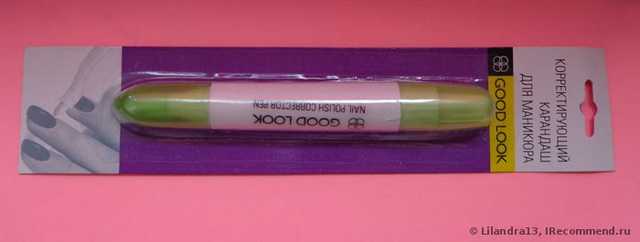 КОРРЕКТИРУЮЩИЙ
КАРАНДАШ
ДЛЯ МАНИКЮРА
GOOD LOOK
GOOD LOOK
NAIL POLISH CORRECTOR PEN
© Lilandra13, IRecommend.ru